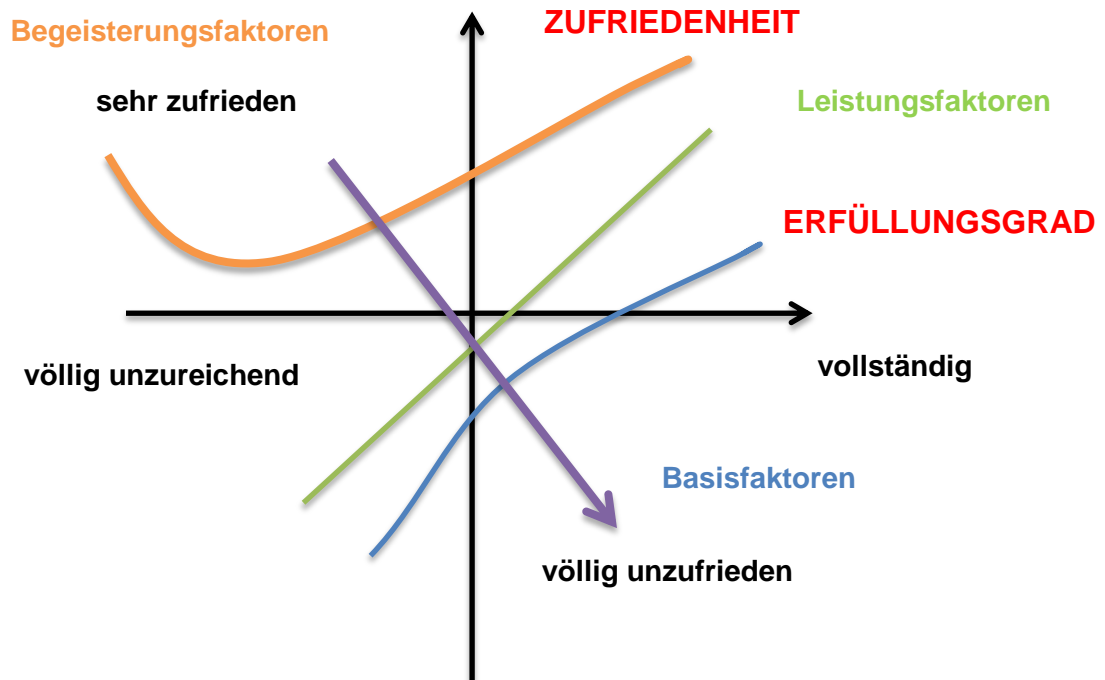 Begeisterungsfaktoren
ZUFRIEDENHEIT
sehr zufrieden
Leistungsfaktoren
ERFÜLLUNGSGRAD
völlig unzureichend
vollständig
Basisfaktoren
völlig unzufrieden